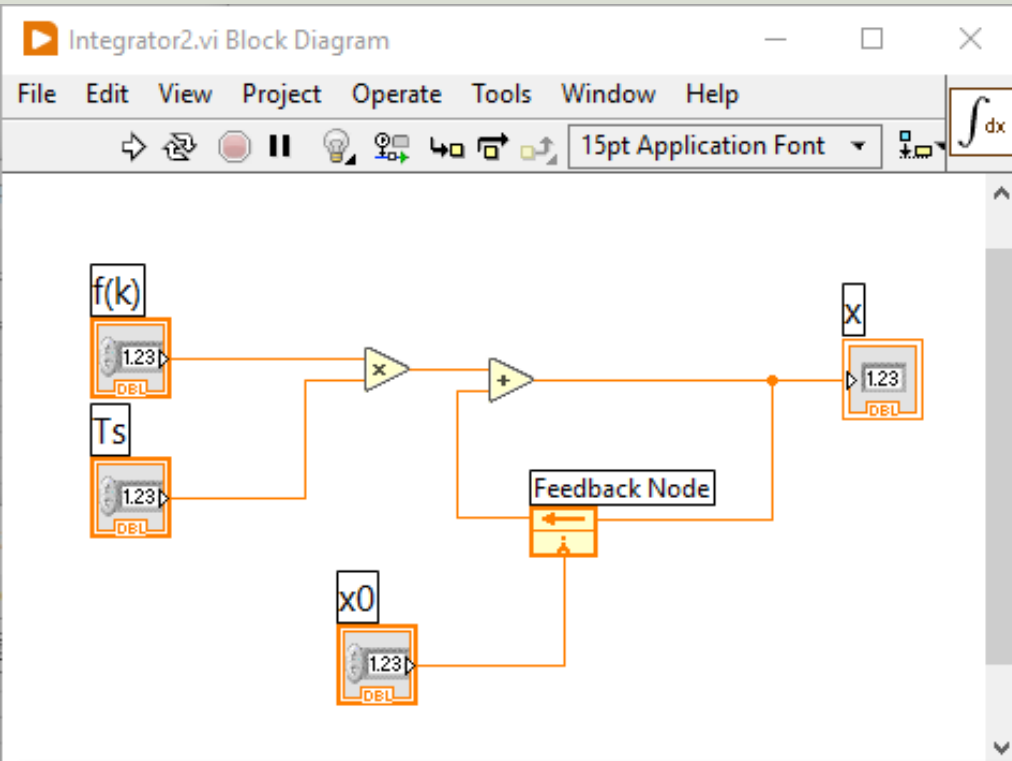 Integrator2.vi Block Diagram
File Edit View Project Operate Tools Window Help
15pt Application Font
∫dx
f(k)
1.23
DBL
Ts
1.23
DBL
×
+
x
1.23
DBL
Feedback Node
x0
1.23
DBL